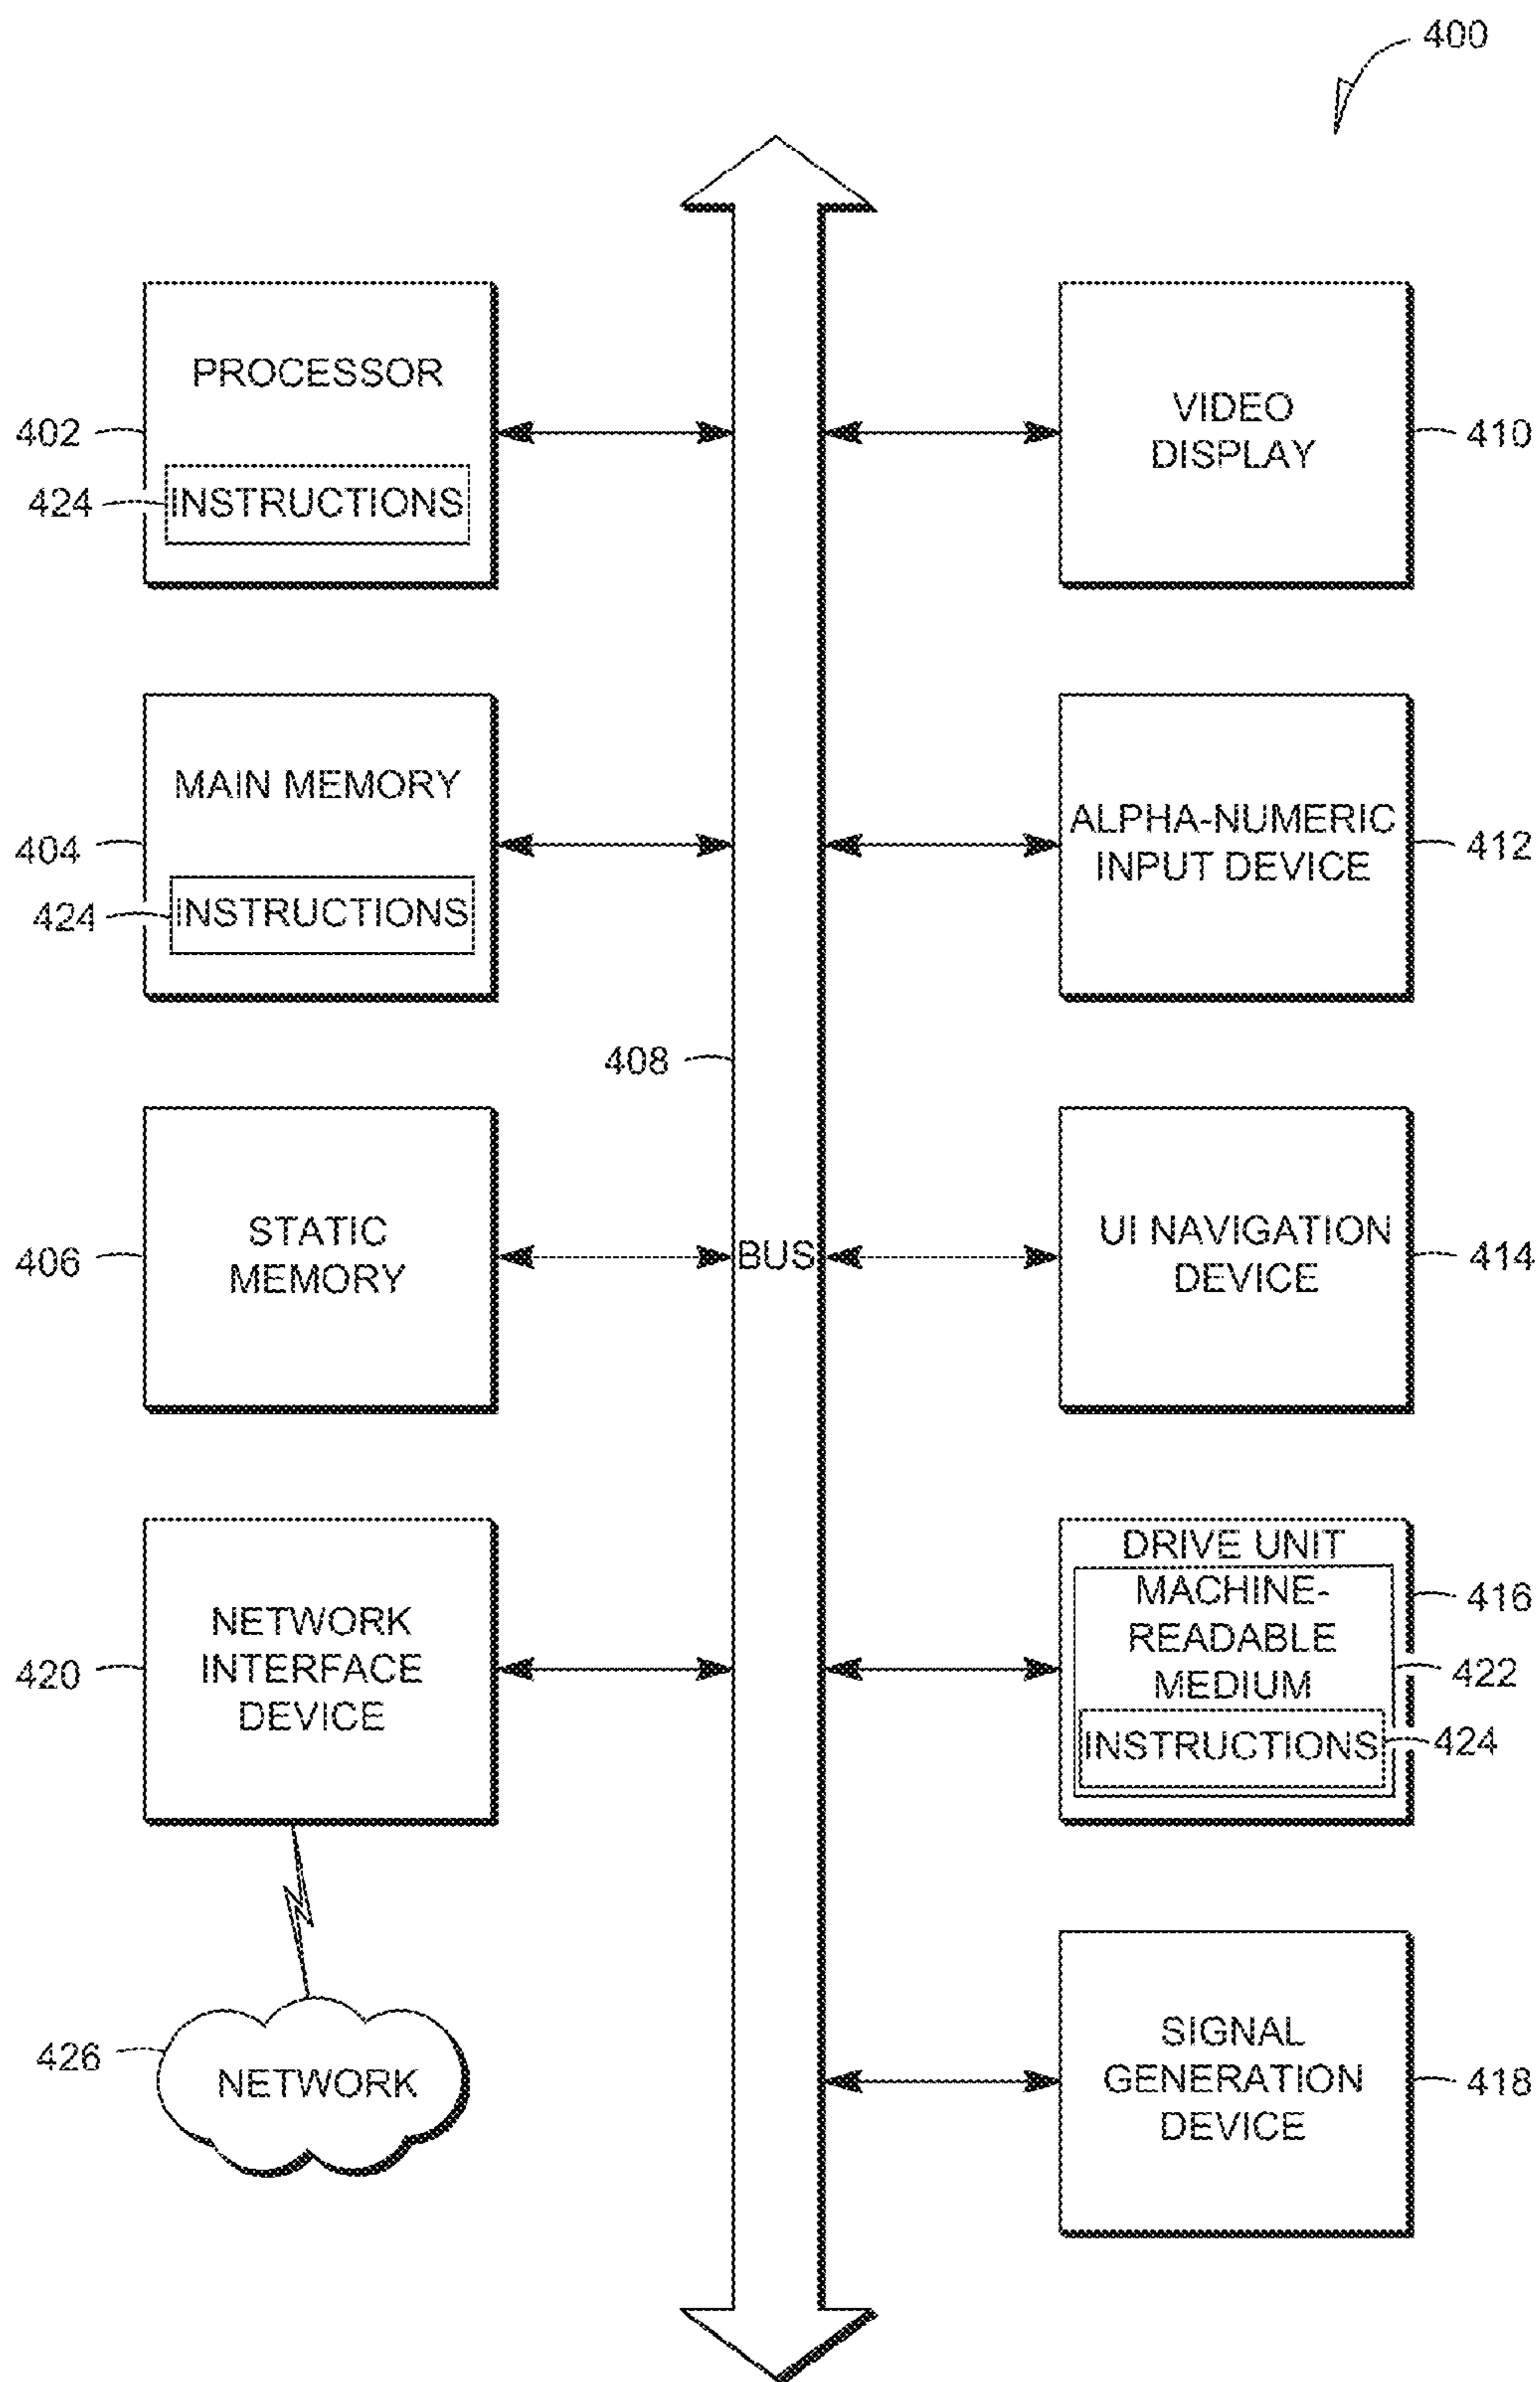 400
PROCESSOR
402
424
INSTRUCTIONS
MAIN MEMORY
404
424
INSTRUCTIONS
408
STATIC
MEMORY
406
BUS
NETWORK
INTERFACE
DEVICE
420
426
NETWORK
VIDEO
DISPLAY
410
ALPHA-NUMERIC
INPUT DEVICE
412
UI NAVIGATION
DEVICE
414
DRIVE UNIT
416
MACHINE-
READABLE
MEDIUM
422
INSTRUCTIONS
424
SIGNAL
GENERATION
DEVICE
418